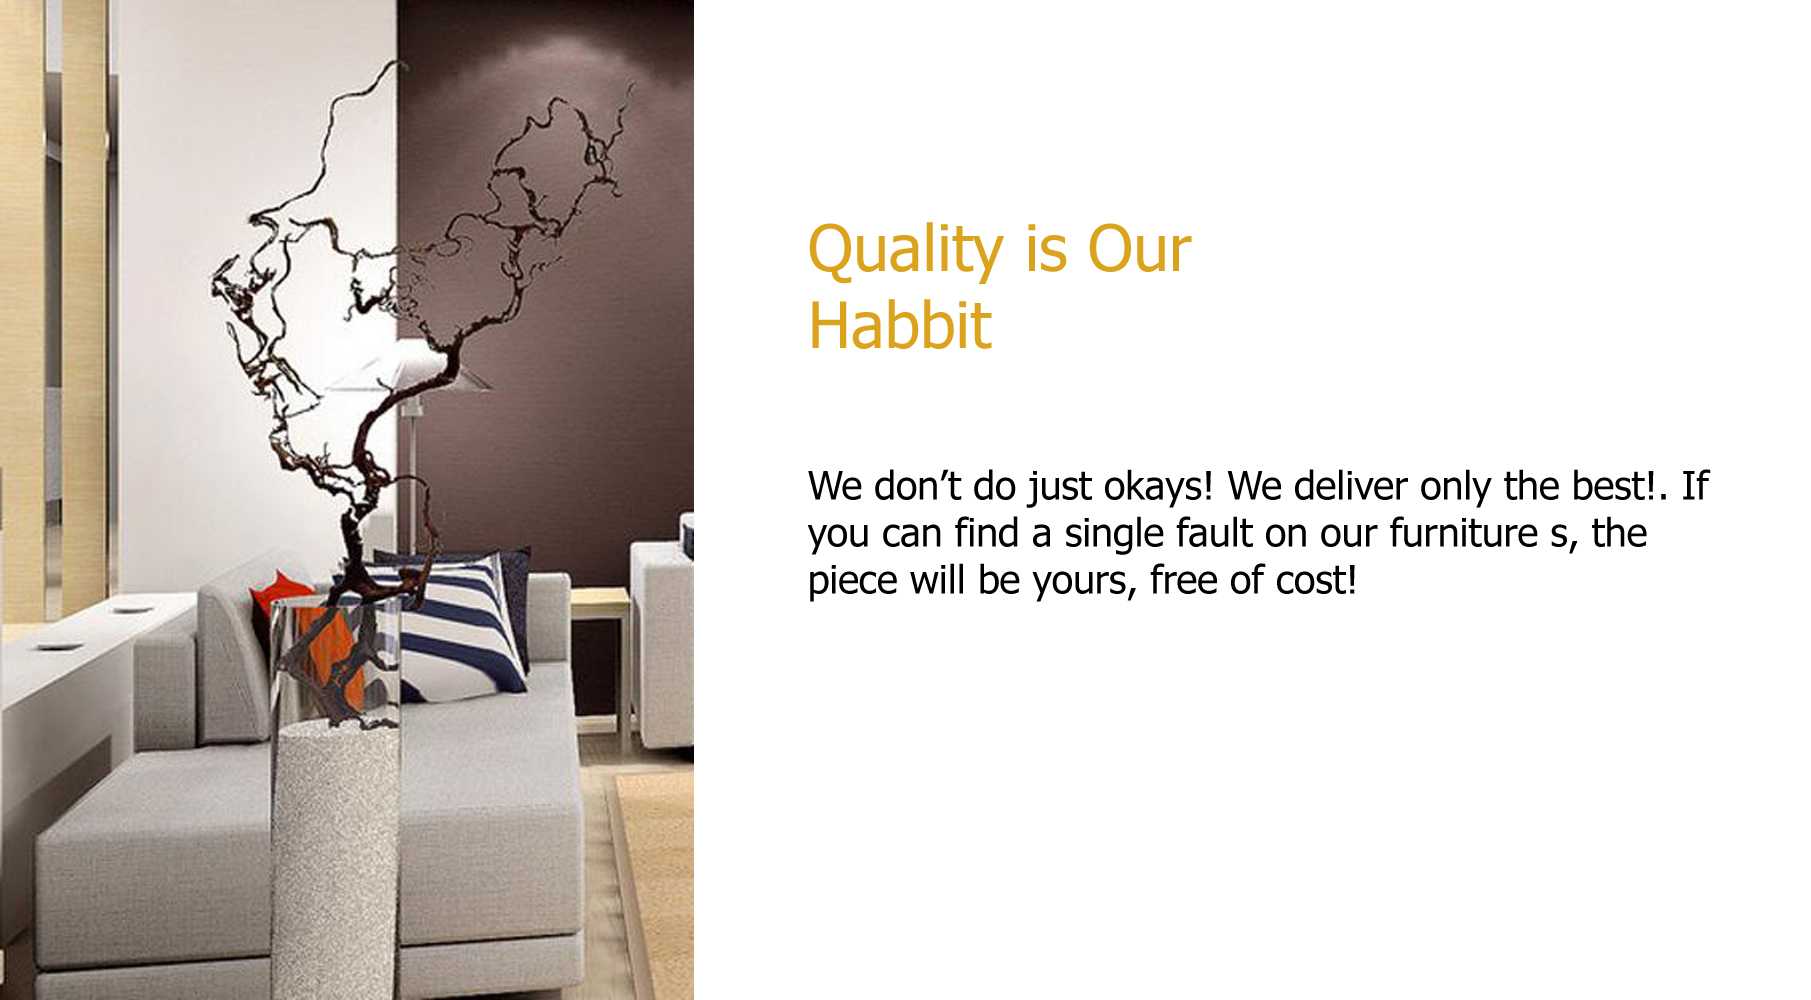 Quality is Our
Habbit
We don’t do just okays! We deliver only the best!. If
you can find a single fault on our furniture s, the
piece will be yours, free of cost!